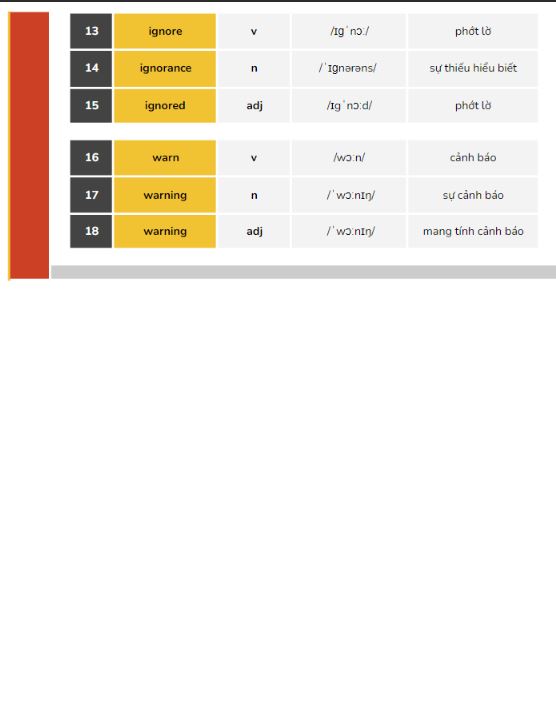 13 ignore v /ɪɡˈnɔː/ phớt lờ
14 ignorance n /ˈɪɡnərəns/ sự thiếu hiểu biết
15 ignored adj /ɪɡˈnɔːd/ phớt lờ
16 warn v /wɔːn/ cảnh báo
17 warning n /ˈwɔːnɪŋ/ sự cảnh báo
18 warning adj /ˈwɔːnɪŋ/ mang tính cảnh báo